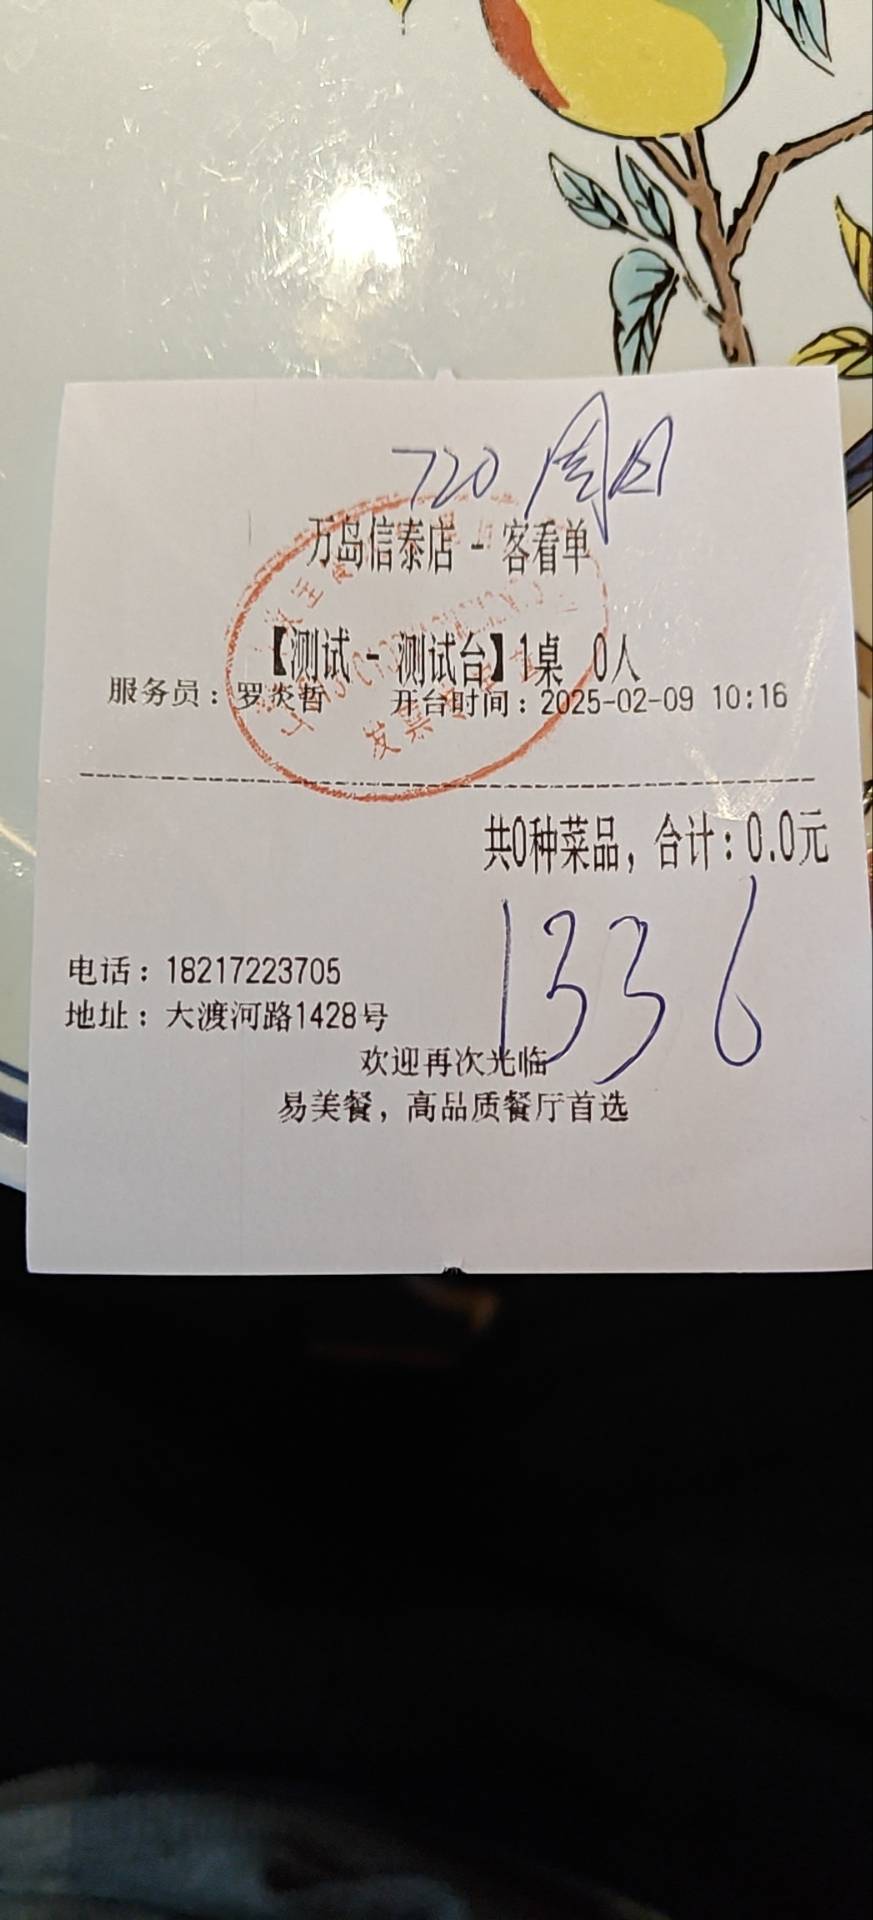 720 周日
万岛信泰店 - 客看单
【测试 - 测试台】1桌 0人
服务员：罗炎哲 开台时间：2025-02-09 10:16
发票
共0种菜品，合计：0.0元
1336
电话：18217223705
地址：大渡河路1428号
欢迎再次光临
易美餐，高品质餐厅首选